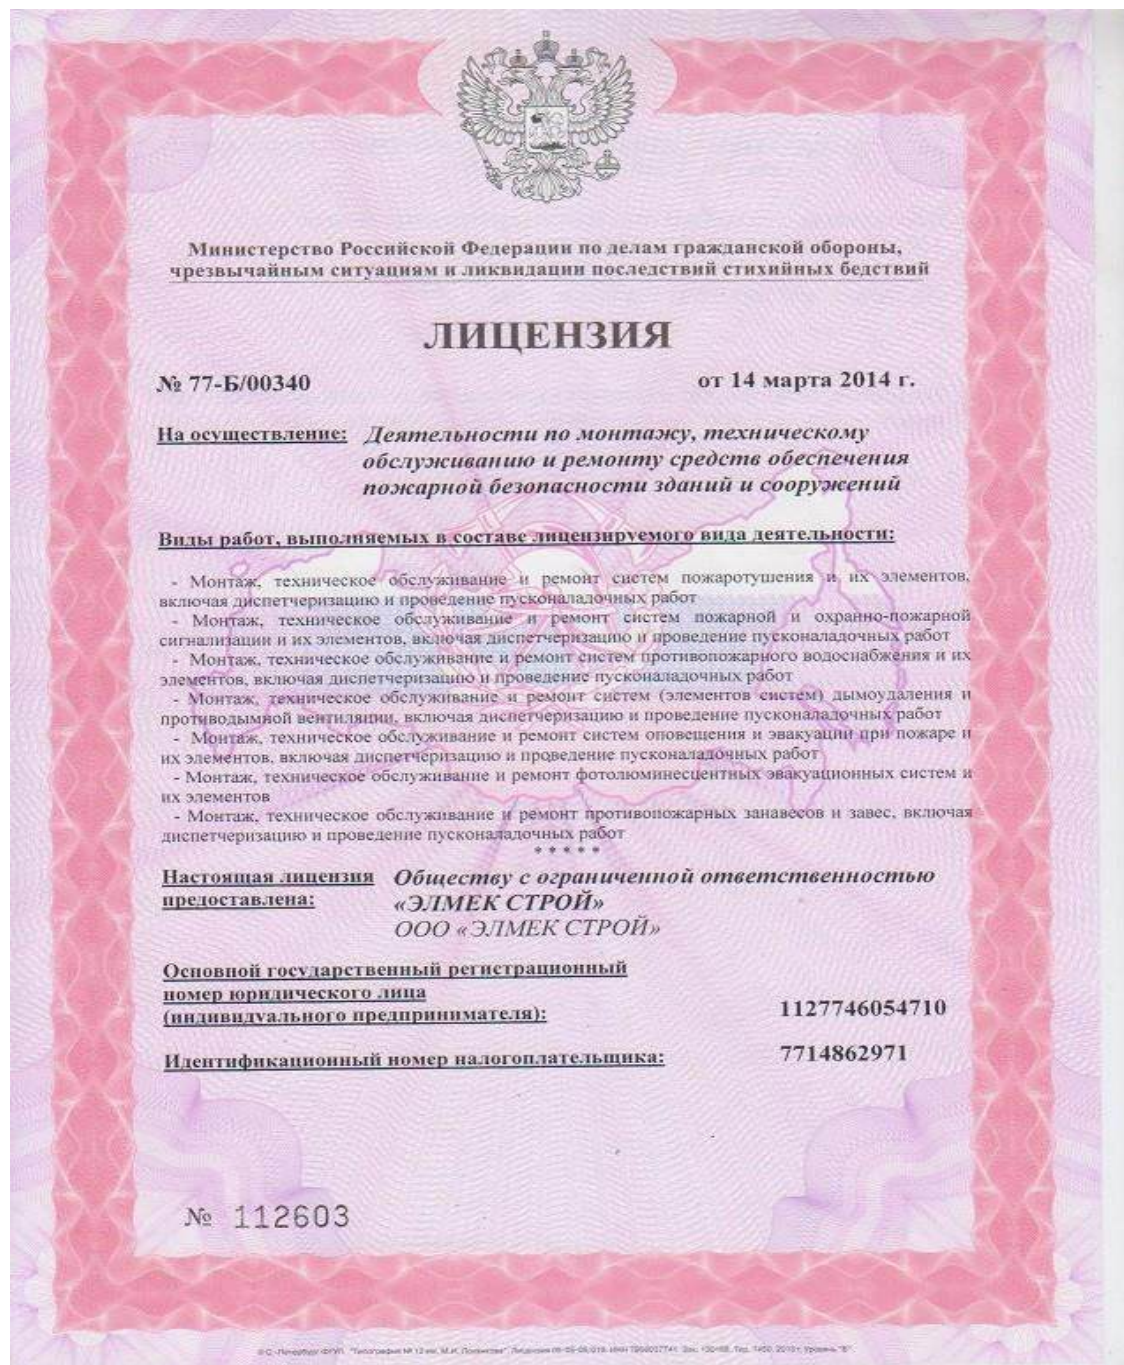 Министерство Российской Федерации по делам гражданской обороны,
чрезвычайным ситуациям и ликвидации последствий стихийных бедствий
ЛИЦЕНЗИЯ
№ 77-Б/00340 от 14 марта 2014 г.
На осуществление: Деятельности по монтажу, техническому
обслуживанию и ремонту средств обеспечения
пожарной безопасности зданий и сооружений
Виды работ, выполняемых в составе лицензируемого вида деятельности:
- Монтаж, техническое обслуживание и ремонт систем пожаротушения и их элементов,
включая диспетчеризацию и проведение пусконаладочных работ
- Монтаж, техническое обслуживание и ремонт систем пожарной и охранно-пожарной
сигнализации и их элементов, включая диспетчеризацию и проведение пусконаладочных работ
- Монтаж, техническое обслуживание и ремонт систем противопожарного водоснабжения и их
элементов, включая диспетчеризацию и проведение пусконаладочных работ
- Монтаж, техническое обслуживание и ремонт систем (элементов систем) дымоудаления и
противодымной вентиляции, включая диспетчеризацию и проведение пусконаладочных работ
- Монтаж, техническое обслуживание и ремонт систем оповещения и эвакуации при пожаре и
их элементов, включая диспетчеризацию и проведение пусконаладочных работ
- Монтаж, техническое обслуживание и ремонт фотолюминесцентных эвакуационных систем и
их элементов
- Монтаж, техническое обслуживание и ремонт противопожарных занавесов и завес, включая
диспетчеризацию и проведение пусконаладочных работ
* * * * *
Настоящая лицензия Обществу с ограниченной ответственностью
предоставлена: «ЭЛМЕК СТРОЙ»
ООО «ЭЛМЕК СТРОЙ»
Основной государственный регистрационный
номер юридического лица
(индивидуального предпринимателя): 1127746054710
Идентификационный номер налогоплательщика: 7714862971
№ 112603